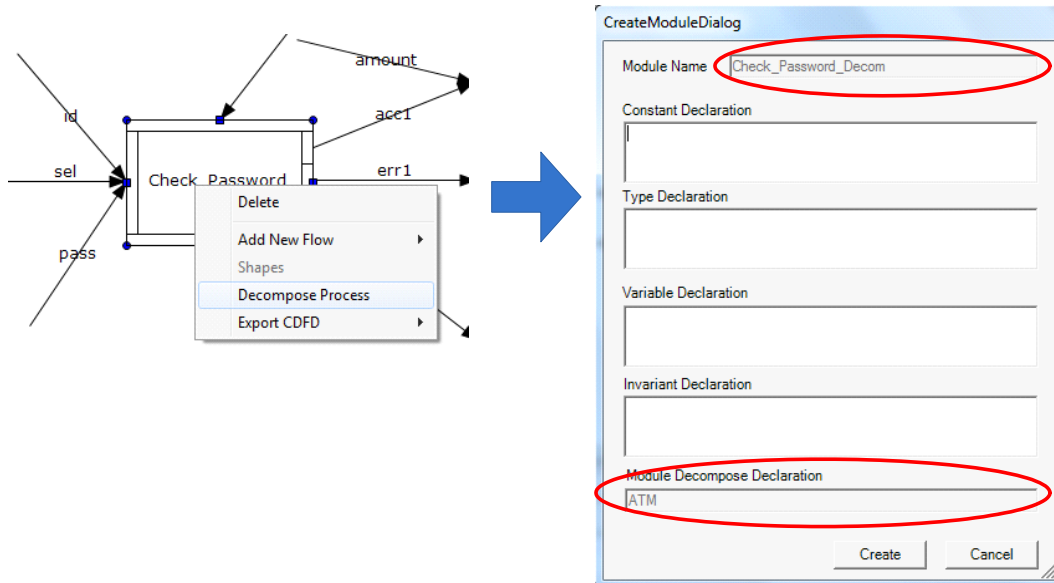 amount
id
acc1
sel
Check_Password
err1
pass
Delete
Add New Flow
Shapes
Decompose Process
Export CDFD
CreateModuleDialog
Module Name
Check_Password_Decom
Constant Declaration
Type Declaration
Variable Declaration
Invariant Declaration
Module Decompose Declaration
ATM
Create
Cancel